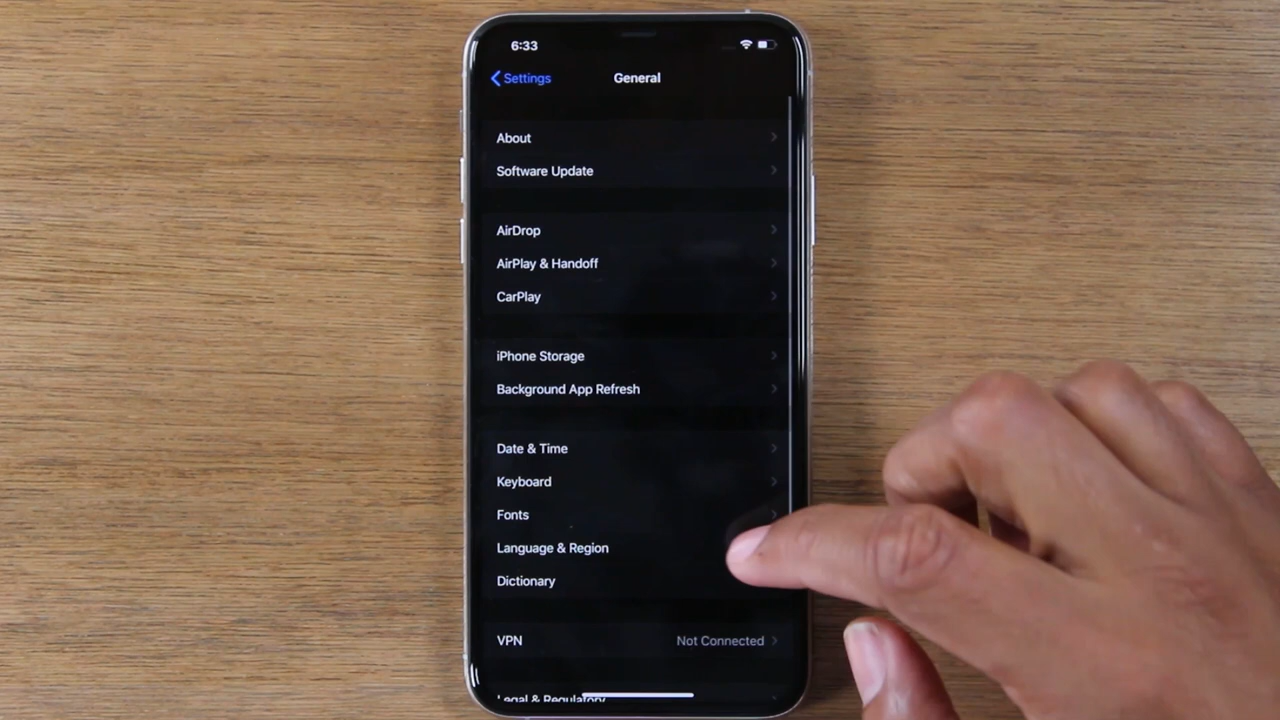 6:33
Settings
General
About
Software Update
AirDrop
AirPlay & Handoff
CarPlay
iPhone Storage
Background App Refresh
Date & Time
Keyboard
Fonts
Language & Region
Dictionary
VPN Not Connected
Legal & Regulatory